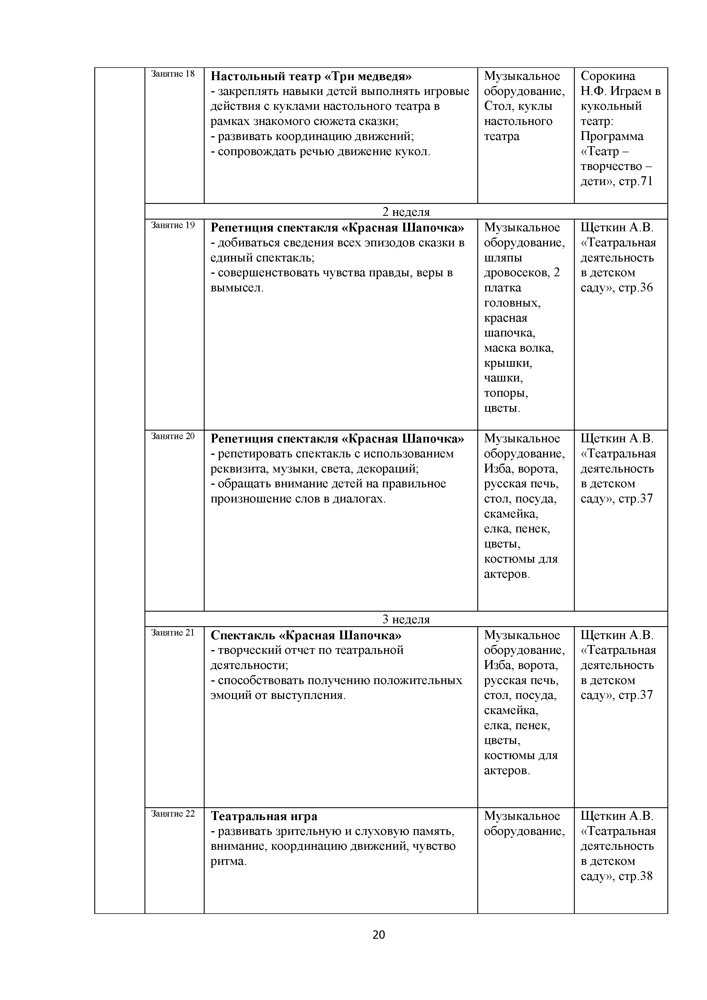 Занятие 18
Настольный театр «Три медведя»
- закреплять навыки детей выполнять игровые
действия с куклами настольного театра в
рамках знакомого сюжета сказки;
- развивать координацию движений;
- сопровождать речью движение кукол.
Музыкальное
оборудование,
Стол, куклы
настольного
театра
Сорокина
Н.Ф. Играем в
кукольный
театр:
Программа
«Театр –
творчество –
дети», стр.71
2 неделя
Занятие 19
Репетиция спектакля «Красная Шапочка»
- добиваться сведения всех эпизодов сказки в
единый спектакль;
- совершенствовать чувства правды, веры в
вымысел.
Музыкальное
оборудование,
шляпы
дровосеков, 2
платка
головных,
красная
шапочка,
маска волка,
крышки,
чашки,
топоры,
цветы.
Щеткин А.В.
«Театральная
деятельность
в детском
саду», стр.36
Занятие 20
Репетиция спектакля «Красная Шапочка»
- репетировать спектакль с использованием
реквизита, музыки, света, декораций;
- обращать внимание детей на правильное
произношение слов в диалогах.
Музыкальное
оборудование,
Изба, ворота,
русская печь,
стол, посуда,
скамейка,
елка, пенек,
цветы,
костюмы для
актеров.
Щеткин А.В.
«Театральная
деятельность
в детском
саду», стр.37
3 неделя
Занятие 21
Спектакль «Красная Шапочка»
- творческий отчет по театральной
деятельности;
- способствовать получению положительных
эмоций от выступления.
Музыкальное
оборудование,
Изба, ворота,
русская печь,
стол, посуда,
скамейка,
елка, пенек,
цветы,
костюмы для
актеров.
Щеткин А.В.
«Театральная
деятельность
в детском
саду», стр.37
Занятие 22
Театральная игра
- развивать зрительную и слуховую память,
внимание, координацию движений, чувство
ритма.
Музыкальное
оборудование,
Щеткин А.В.
«Театральная
деятельность
в детском
саду», стр.38
20